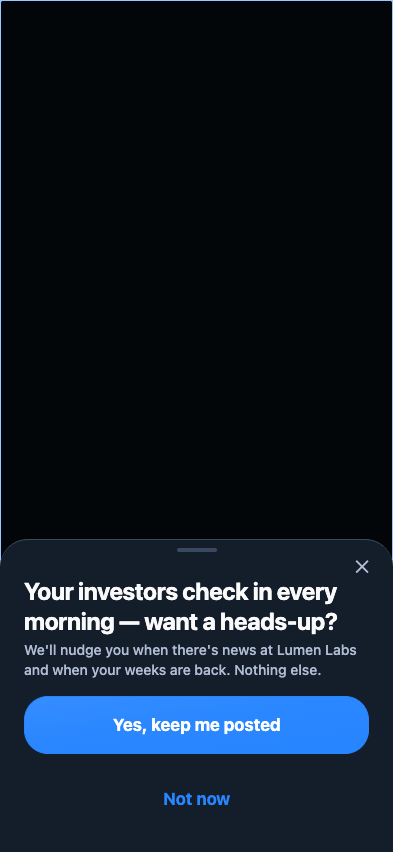 Your investors check in every
morning — want a heads-up?
We'll nudge you when there's news at Lumen Labs
and when your weeks are back. Nothing else.
Yes, keep me posted
Not now